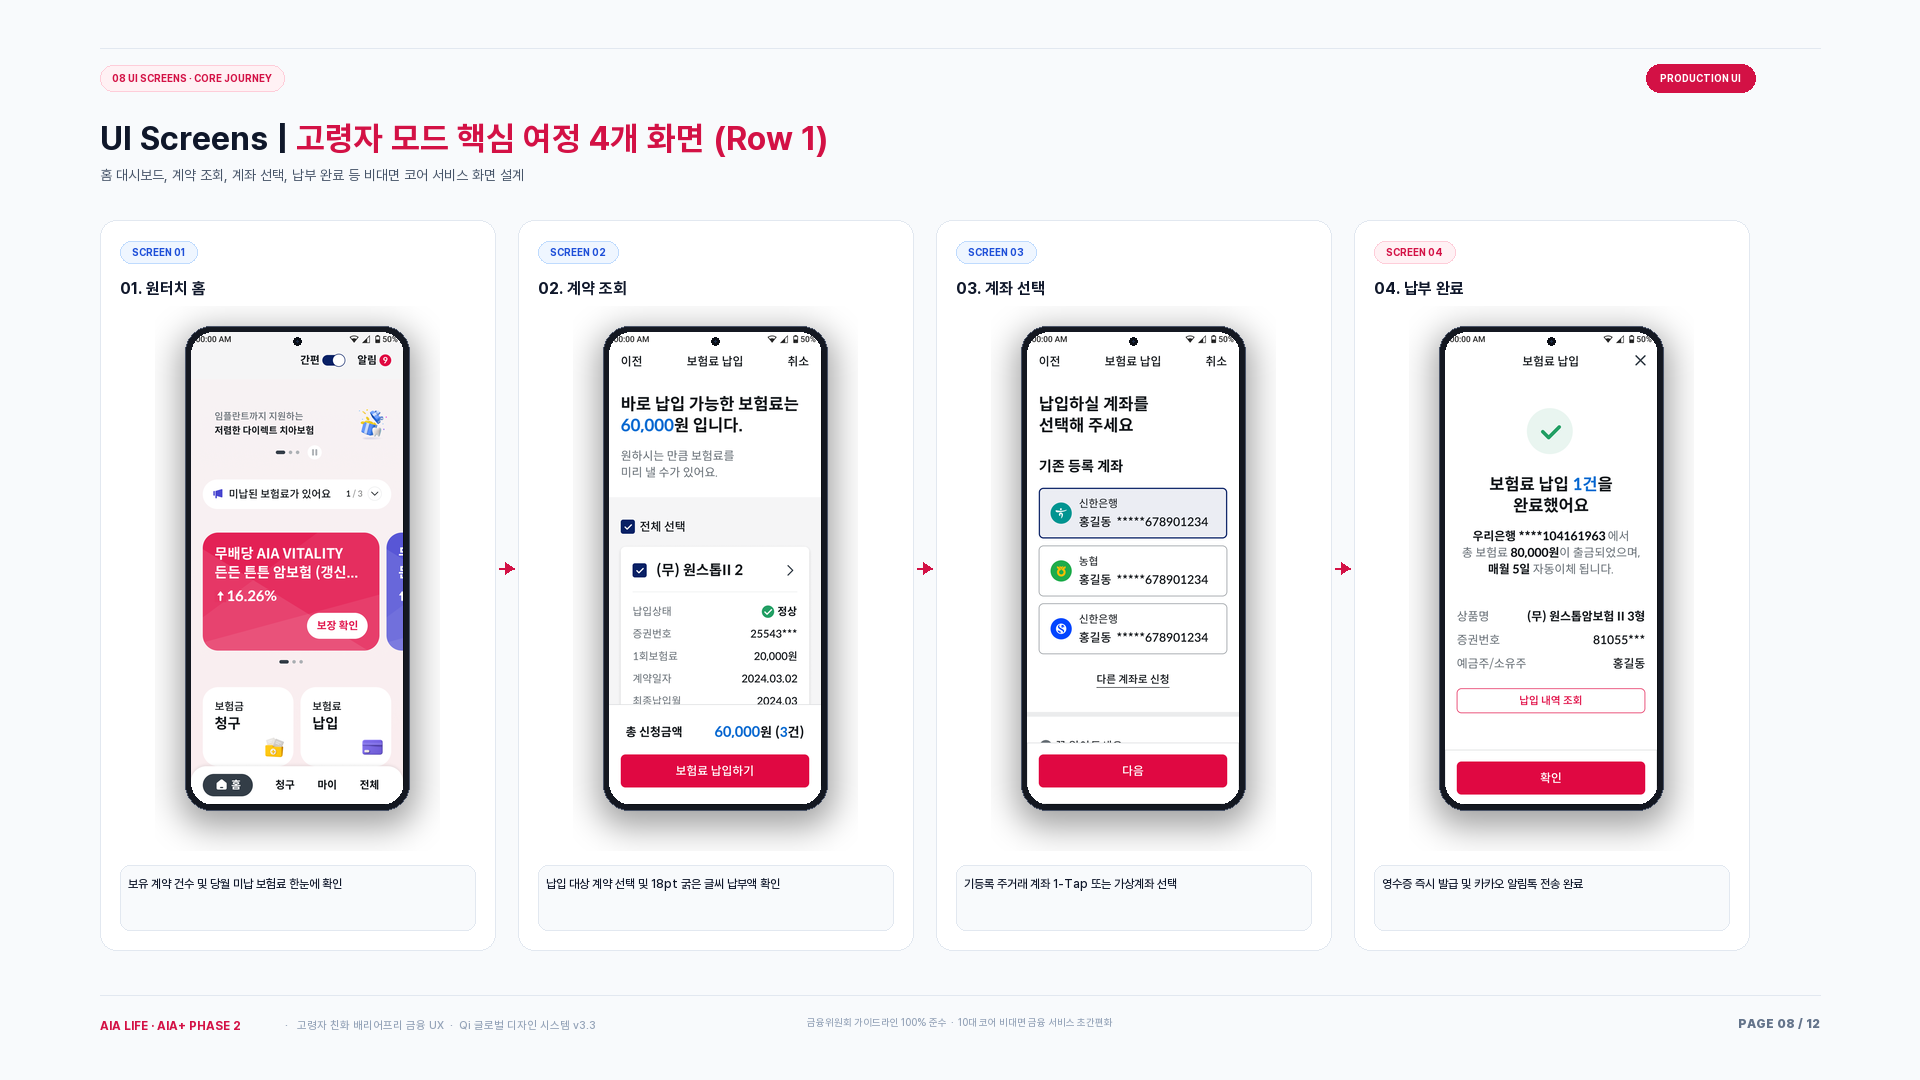 08 UI SCREENS · CORE JOURNEY
PRODUCTION UI
UI Screens | 고령자 모드 핵심 여정 4개 화면 (Row 1)
홈 대시보드, 계약 조회, 계좌 선택, 납부 완료 등 비대면 코어 서비스 화면 설계
SCREEN 01
01. 원터치 홈
00:00 AM
50%
간편
알림 9
임플란트까지 지원하는
저렴한 다이렉트 치아보험
미납된 보험료가 있어요 1 / 3
무배당 AIA VITALITY
든든 튼튼 암보험 (갱신...
↑16.26%
보장 확인
보험금
청구
보험료
납입
홈 청구 마이 전체
보유 계약 건수 및 당월 미납 보험료 한눈에 확인
SCREEN 02
02. 계약 조회
00:00 AM
50%
이전 보험료 납입 취소
바로 납입 가능한 보험료는
60,000원 입니다.
원하시는 만큼 보험료를
미리 낼 수가 있어요.
전체 선택
(무) 원스톱II 2
납입상태 정상
증권번호 25543***
1회보험료 20,000원
계약일자 2024.03.02
최종납입월 2024.03
총 신청금액 60,000원 (3건)
보험료 납입하기
납입 대상 계약 선택 및 18pt 굵은 글씨 납부액 확인
SCREEN 03
03. 계좌 선택
00:00 AM
50%
이전 보험료 납입 취소
납입하실 계좌를
선택해 주세요
기존 등록 계좌
신한은행
홍길동 *****678901234
농협
홍길동 *****678901234
신한은행
홍길동 *****678901234
다른 계좌로 신청
다음
기등록 주거래 계좌 1-Tap 또는 가상계좌 선택
SCREEN 04
04. 납부 완료
00:00 AM
50%
보험료 납입
보험료 납입 1건을
완료했어요
우리은행 ****104161963 에서
총 보험료 80,000원이 출금되었으며,
매월 5일 자동이체 됩니다.
상품명 (무) 원스톱암보험 II 3형
증권번호 81055***
예금주/소유주 홍길동
납입 내역 조회
확인
영수증 즉시 발급 및 카카오 알림톡 전송 완료
AIA LIFE · AIA+ PHASE 2 · 고령자 친화 배리어프리 금융 UX · Qi 글로벌 디자인 시스템 v3.3
금융위원회 가이드라인 100% 준수 · 10대 코어 비대면 금융 서비스 초간편화
PAGE 08 / 12